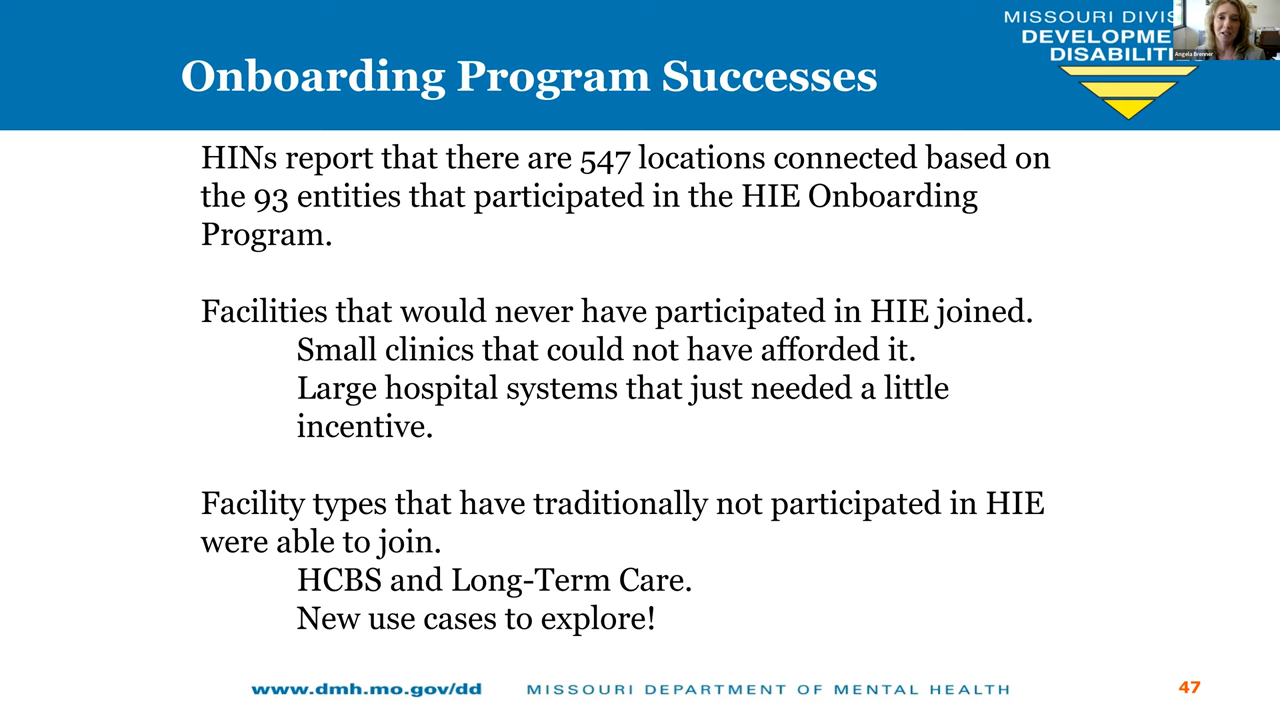 MISSOURI DIVIS
DEVELOPME
DISABILITI
Angela Brenner
Onboarding Program Successes
HINs report that there are 547 locations connected based on
the 93 entities that participated in the HIE Onboarding
Program.
Facilities that would never have participated in HIE joined.
Small clinics that could not have afforded it.
Large hospital systems that just needed a little
incentive.
Facility types that have traditionally not participated in HIE
were able to join.
HCBS and Long-Term Care.
New use cases to explore!
www.dmh.mo.gov/dd MISSOURI DEPARTMENT OF MENTAL HEALTH
47